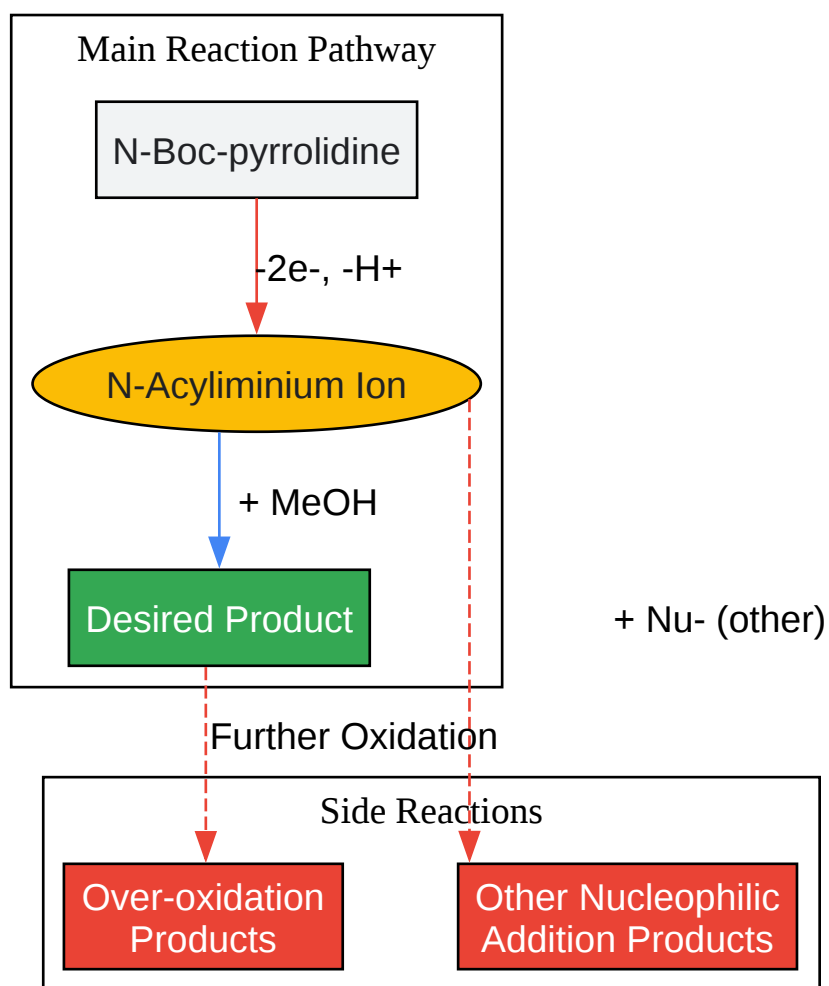 Main Reaction Pathway
N-Boc-pyrrolidine
-2e-, -H+
N-Acyliminium Ion
+ MeOH
Desired Product
+ Nu- (other)
Further Oxidation
Side Reactions
Over-oxidation
Products
Other Nucleophilic
Addition Products